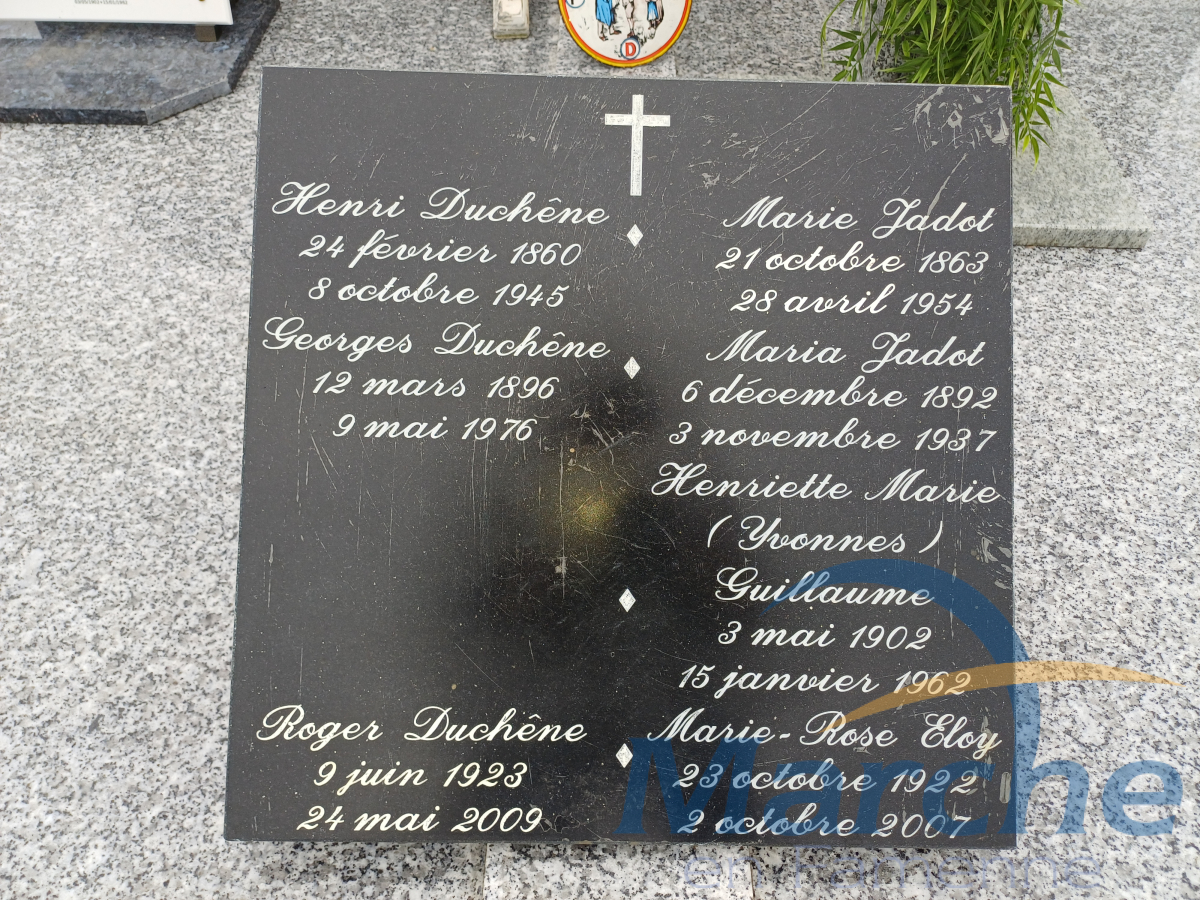 Henri Duchêne
24 février 1860
8 octobre 1945
Marie Jadot
21 octobre 1863
28 avril 1954
Georges Duchêne
12 mars 1896
9 mai 1976
Maria Jadot
6 décembre 1892
3 novembre 1937
Henriette Marie
( Yvonnes )
Guillaume
3 mai 1902
15 janvier 1962
Roger Duchêne
9 juin 1923
24 mai 2009
Marie-Rose Eloy
23 octobre 1922
2 octobre 2007
D
Marche
en Famenne